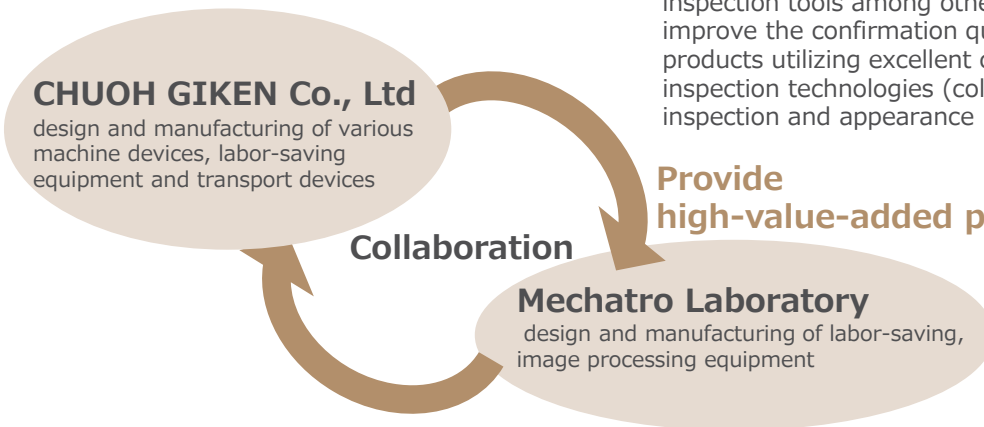 inspection tools among othe
improve the confirmation qu
products utilizing excellent
inspection technologies (col
inspection and appearance
CHUOH GIKEN Co., Ltd
design and manufacturing of various
machine devices, labor-saving
equipment and transport devices
Provide
high-value-added p
Collaboration
Mechatro Laboratory
design and manufacturing of labor-saving,
image processing equipment